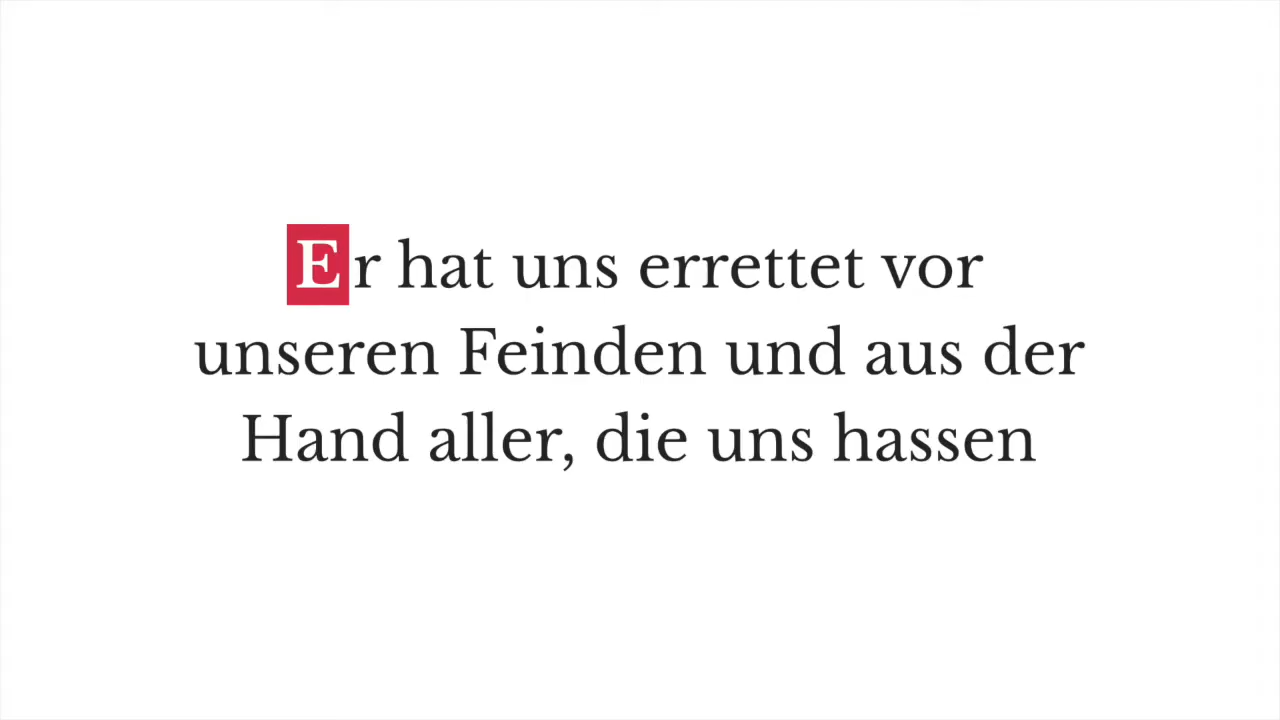 Er hat uns errettet vor
unseren Feinden und aus der
Hand aller, die uns hassen